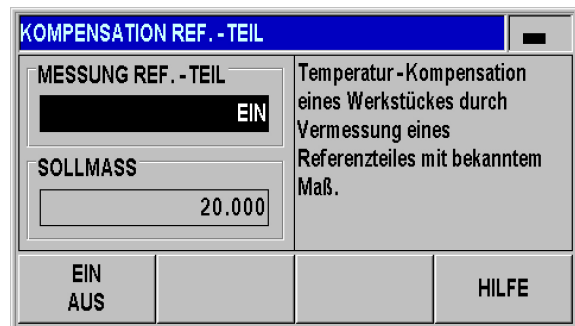 KOMPENSATION REF. - TEIL
MESSUNG REF. - TEIL
EIN
SOLLMASS
20.000
Temperatur - Kompensation
eines Werkstückes durch
Vermessung eines
Referenzteiles mit bekanntem
Maß.
EIN
AUS
HILFE